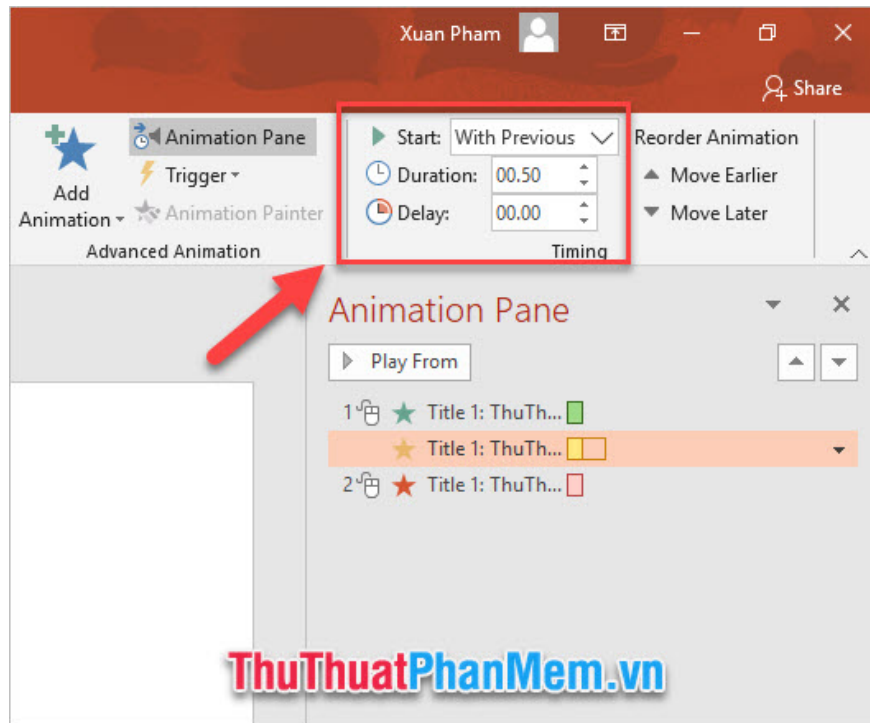 Xuan Pham
Share
Add Animation
Animation Pane
Trigger
Animation Painter
Advanced Animation
Start: With Previous
Duration: 00.50
Delay: 00.00
Timing
Reorder Animation
Move Earlier
Move Later
Animation Pane
Play From
1 Title 1: ThuTh...
Title 1: ThuTh...
2 Title 1: ThuTh...
ThuThuatPhanMem.vn